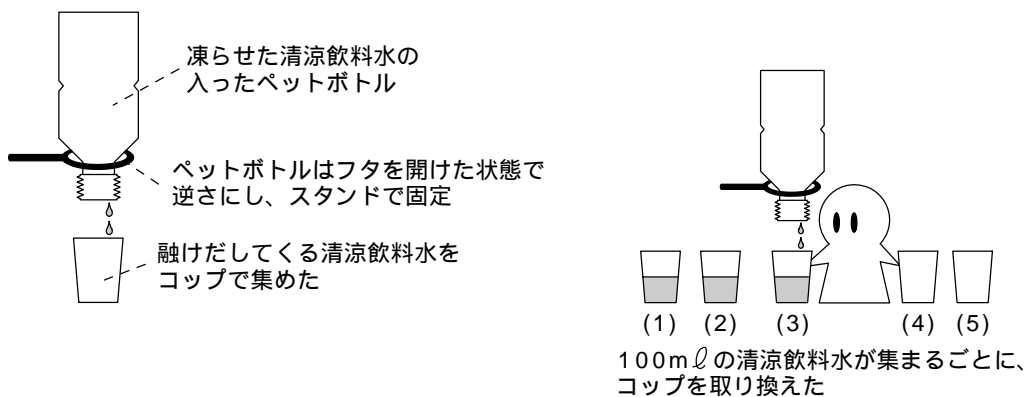 凍らせた清涼飲料水の
入ったペットボトル
ペットボトルはフタを開けた状態で
逆さにし、スタンドで固定
融けだしてくる清涼飲料水を
コップで集めた
(1) (2) (3) (4) (5)
100mℓの清涼飲料水が集まるごとに、
コップを取り換えた